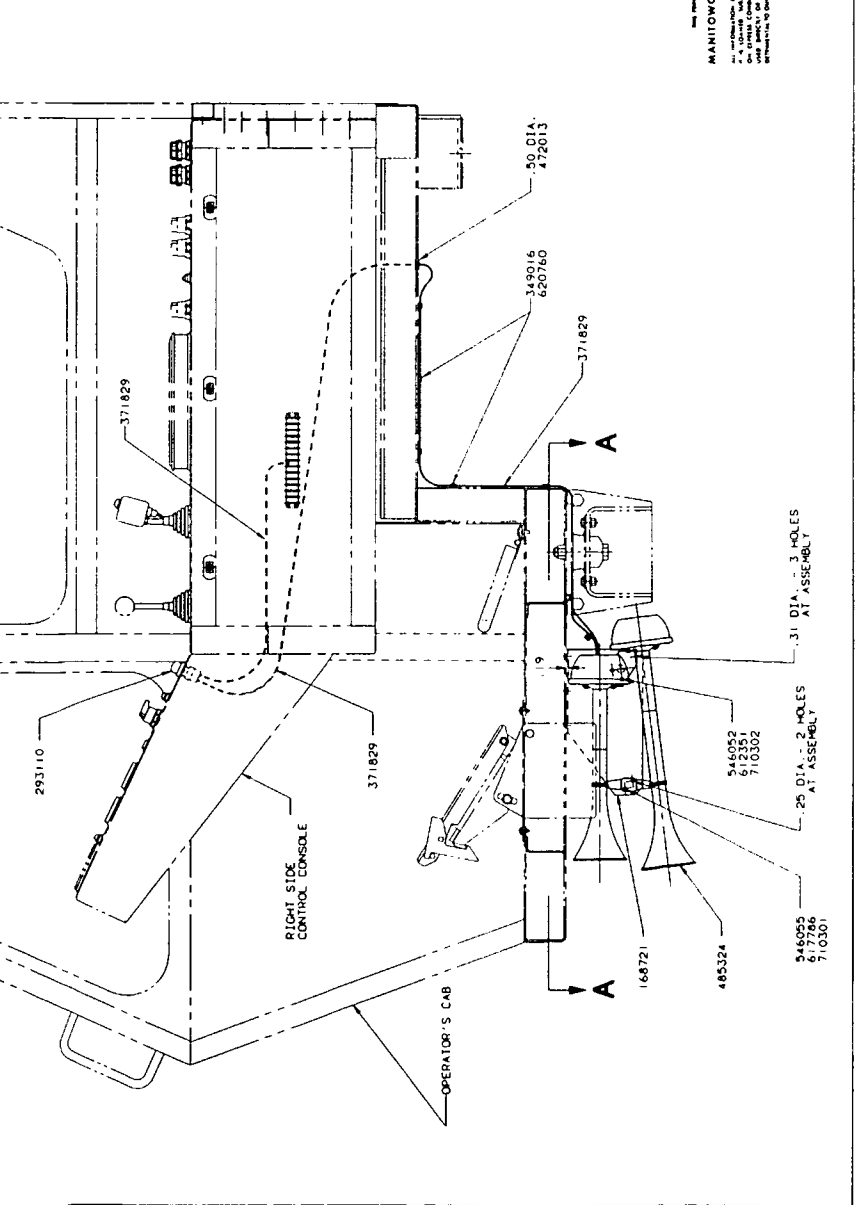 MANITOWOC
.50 DIA.
472013
349016
620760
371829
371829
A
A
.31 DIA. - 3 HOLES
AT ASSEMBLY
293110
371829
RIGHT SIDE
CONTROL CONSOLE
546052
612351
710302
.25 DIA. - 2 HOLES
AT ASSEMBLY
168721
485324
546055
617786
710301
OPERATOR'S CAB